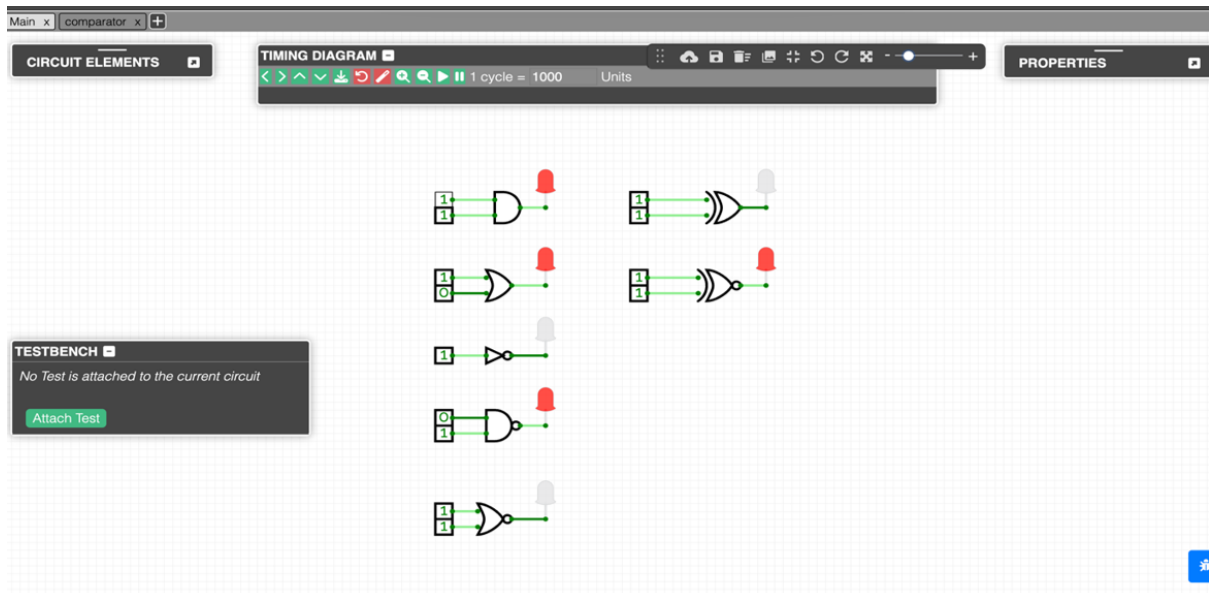 Main x comparator x +
CIRCUIT ELEMENTS
TIMING DIAGRAM
- +
PROPERTIES
1 cycle = 1000 Units
1
1
1
1
1
0
1
1
1
TESTBENCH
No Test is attached to the current circuit
Attach Test
0
1
1
1